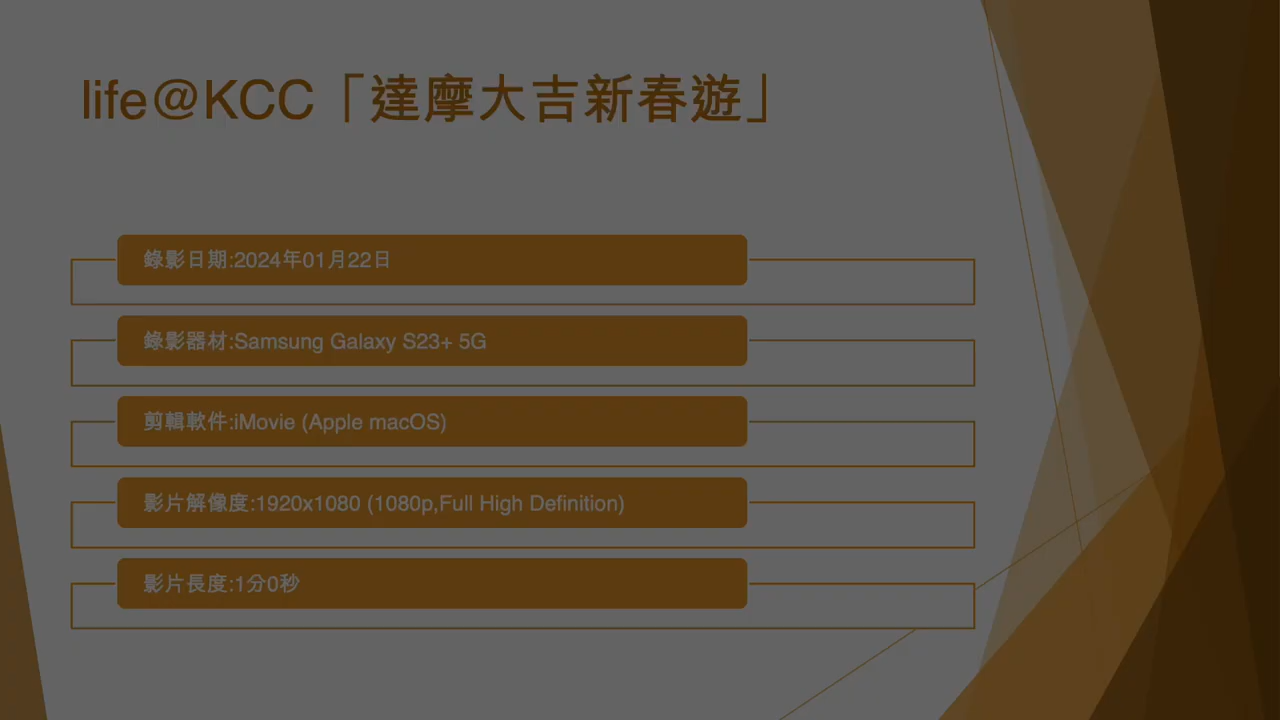 life@KCC「達摩大吉新春遊」
錄影日期:2024年01月22日
錄影器材:Samsung Galaxy S23+ 5G
剪輯軟件:iMovie (Apple macOS)
影片解像度:1920x1080 (1080p,Full High Definition)
影片長度:1分0秒